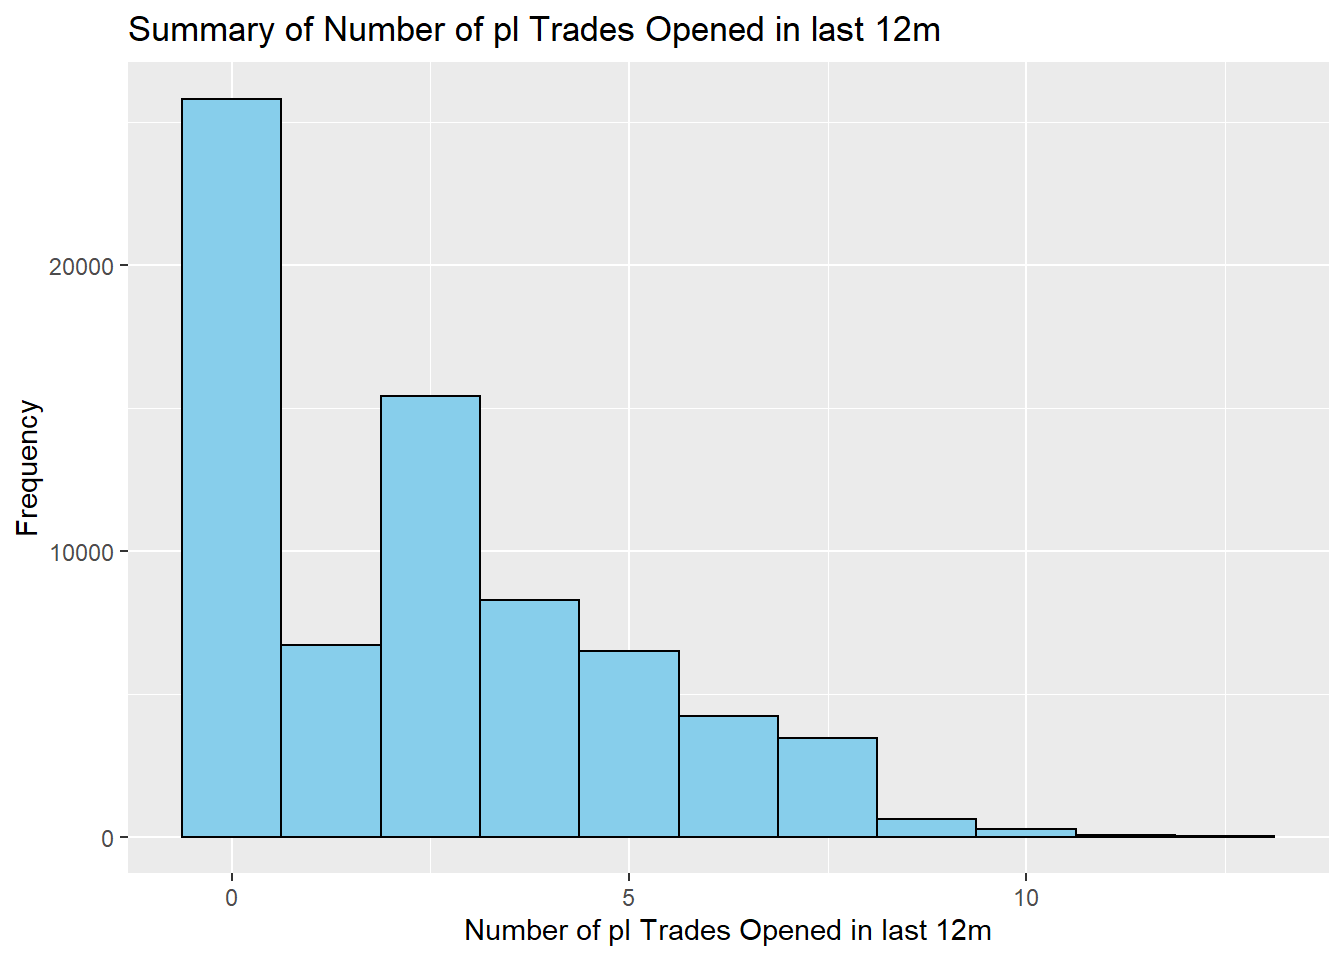 Summary of Number of pl Trades Opened in last 12m
Frequency
20000
10000
0
0 5 10
Number of pl Trades Opened in last 12m